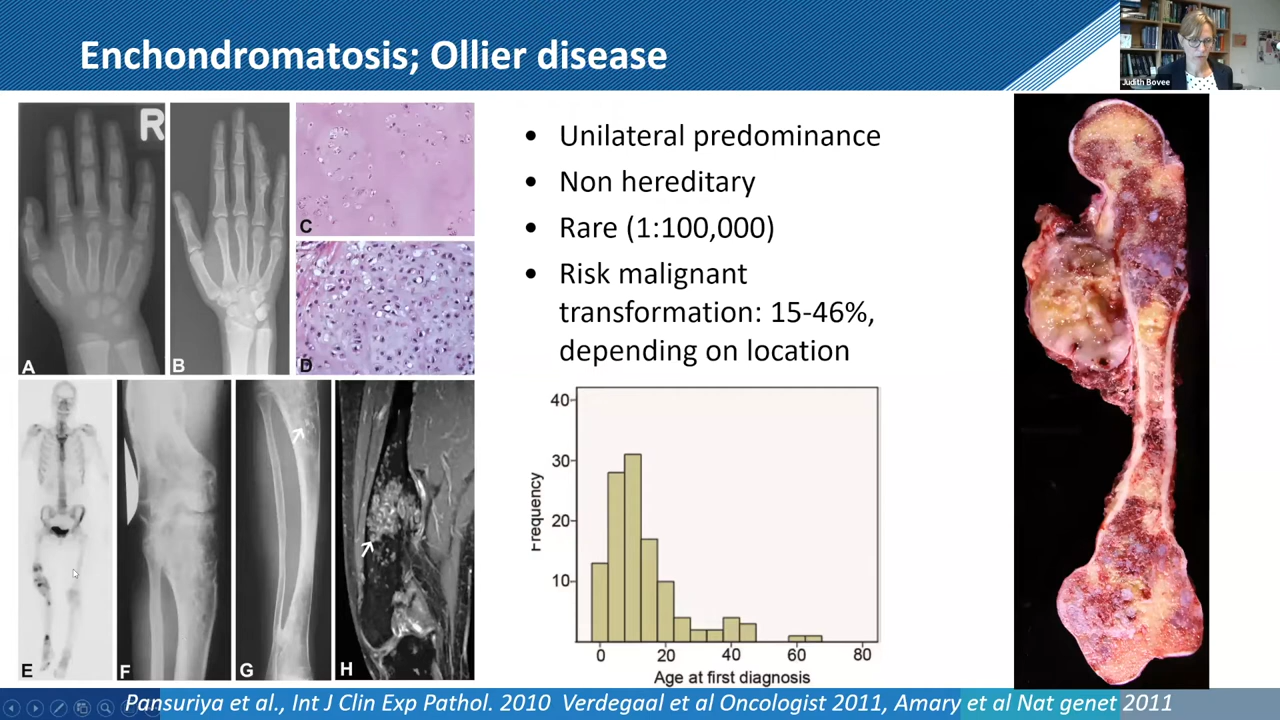 Enchondromatosis; Ollier disease
Judith Bovee
R
A
B
C
D
E
F
G
H
• Unilateral predominance
• Non hereditary
• Rare (1:100,000)
• Risk malignant
transformation: 15-46%,
depending on location
Frequency
40
30
20
10
0
20
40
60
80
Age at first diagnosis
Pansuriya et al., Int J Clin Exp Pathol. 2010 Verdegaal et al Oncologist 2011, Amary et al Nat genet 2011